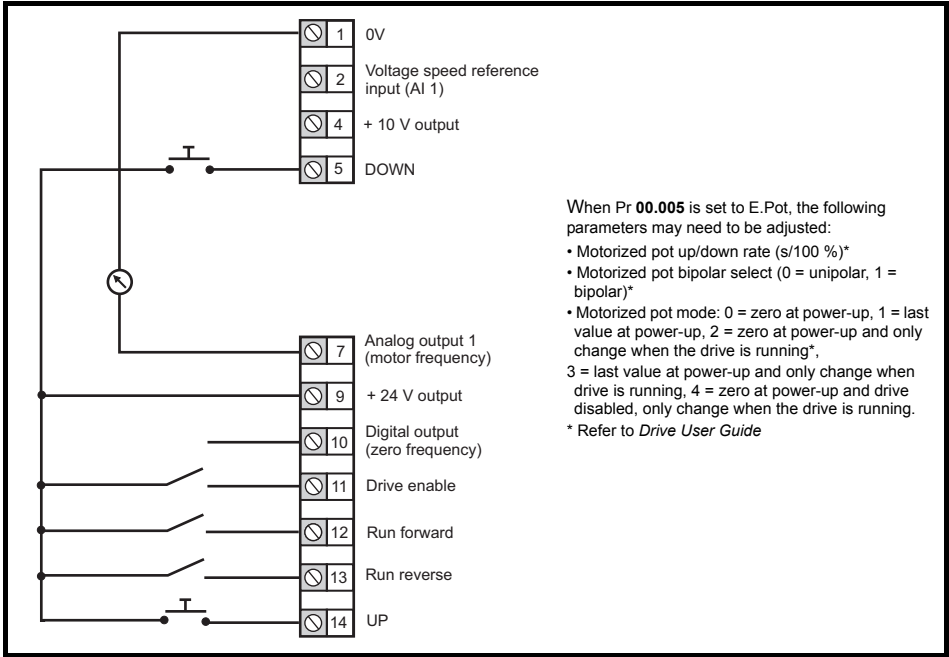 1 0V
2 Voltage speed reference
input (AI 1)
4 + 10 V output
5 DOWN
7 Analog output 1
(motor frequency)
9 + 24 V output
10 Digital output
(zero frequency)
11 Drive enable
12 Run forward
13 Run reverse
14 UP
When Pr 00.005 is set to E.Pot, the following
parameters may need to be adjusted:
• Motorized pot up/down rate (s/100 %)*
• Motorized pot bipolar select (0 = unipolar, 1 =
bipolar)*
• Motorized pot mode: 0 = zero at power-up, 1 = last
value at power-up, 2 = zero at power-up and only
change when the drive is running*,
3 = last value at power-up and only change when
drive is running, 4 = zero at power-up and drive
disabled, only change when the drive is running.
* Refer to Drive User Guide